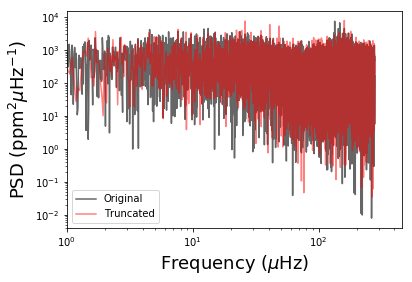 10⁴
10³
10²
10¹
10⁰
10⁻¹
10⁻²
PSD (ppm²μHz⁻¹)
Original
Truncated
10⁰
10¹
10²
Frequency (μHz)